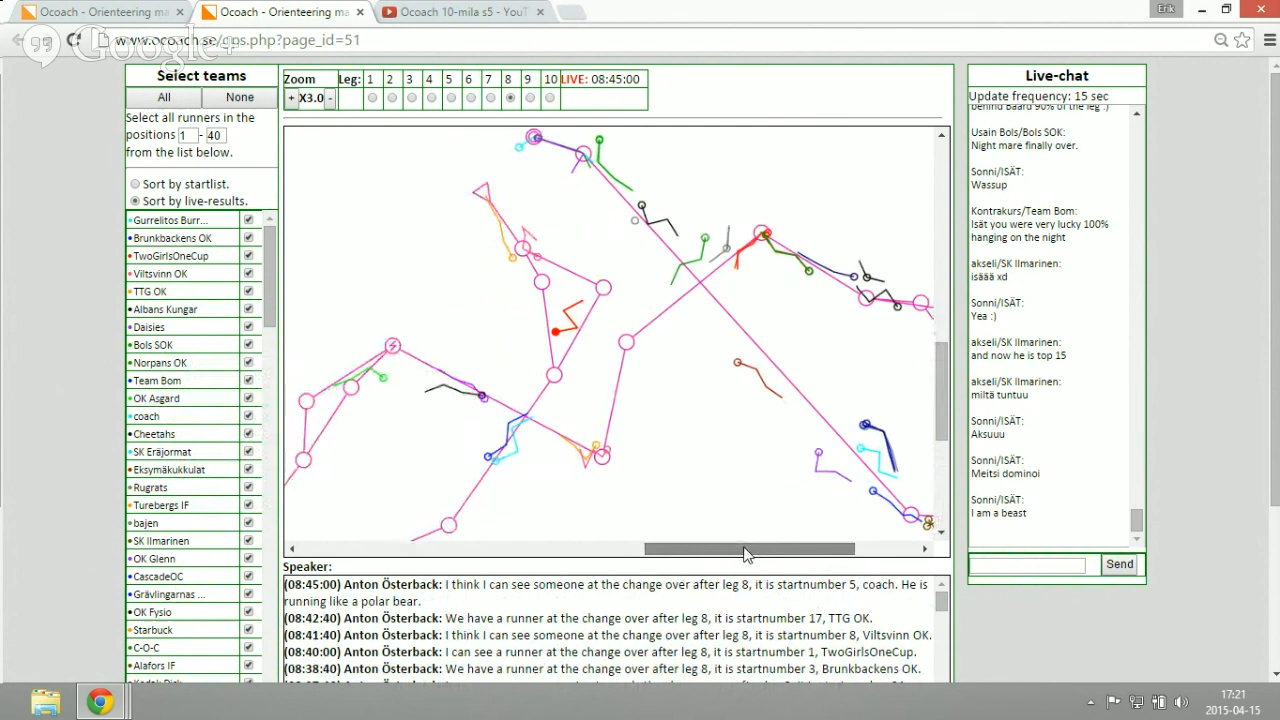 Ocoach - Orienteering ma
Ocoach - Orienteering ma
Ocoach 10-mila s5 - YouT
Erik
Google+
Select teams
All
None
Select all runners in the
positions 1 - 40
from the list below.
Sort by startlist.
Sort by live-results.
Gurrelitos Burr...
Brunkbackens OK
TwoGirlsOneCup
Viltsvinn OK
TTG OK
Albans Kungar
Daisies
Bols SOK
Norpans OK
Team Bom
OK Asgard
coach
Cheetahs
SK Eräjormat
Eksymäkukkulat
Rugrats
Turebergs IF
bajen
SK Ilmarinen
OK Glenn
CascadeOC
Grävlingarnas ...
OK Fysio
Starbuck
C-O-C
Alafors IF
Zoom Leg: 1 2 3 4 5 6 7 8 9 10 LIVE: 08:45:00
+ X3.0 -
Speaker:
(08:45:00) Anton Österback: I think I can see someone at the change over after leg 8, it is startnumber 5, coach. He is
running like a polar bear.
(08:42:40) Anton Österback: We have a runner at the change over after leg 8, it is startnumber 17, TTG OK.
(08:41:40) Anton Österback: I think I can see someone at the change over after leg 8, it is startnumber 8, Viltsvinn OK.
(08:40:00) Anton Österback: I can see a runner at the change over after leg 8, it is startnumber 1, TwoGirlsOneCup.
(08:38:40) Anton Österback: We have a runner at the change over after leg 8, it is startnumber 3, Brunkbackens OK.
Live-chat
Update frequency: 15 sec
behind Baard 90% of the leg :)
Usain Bols/Bols SOK:
Night mare finally over.
Sonni/ISÄT:
Wassup
Kontrakurs/Team Bom:
Isät you were very lucky 100%
hanging on the night
akseli/SK Ilmarinen:
isäää xd
Sonni/ISÄT:
Yea :)
akseli/SK Ilmarinen:
and now he is top 15
akseli/SK Ilmarinen:
miltä tuntuu
Sonni/ISÄT:
Aksuuu
Sonni/ISÄT:
Meitsi dominoi
Sonni/ISÄT:
I am a beast
Send
17:21
2015-04-15